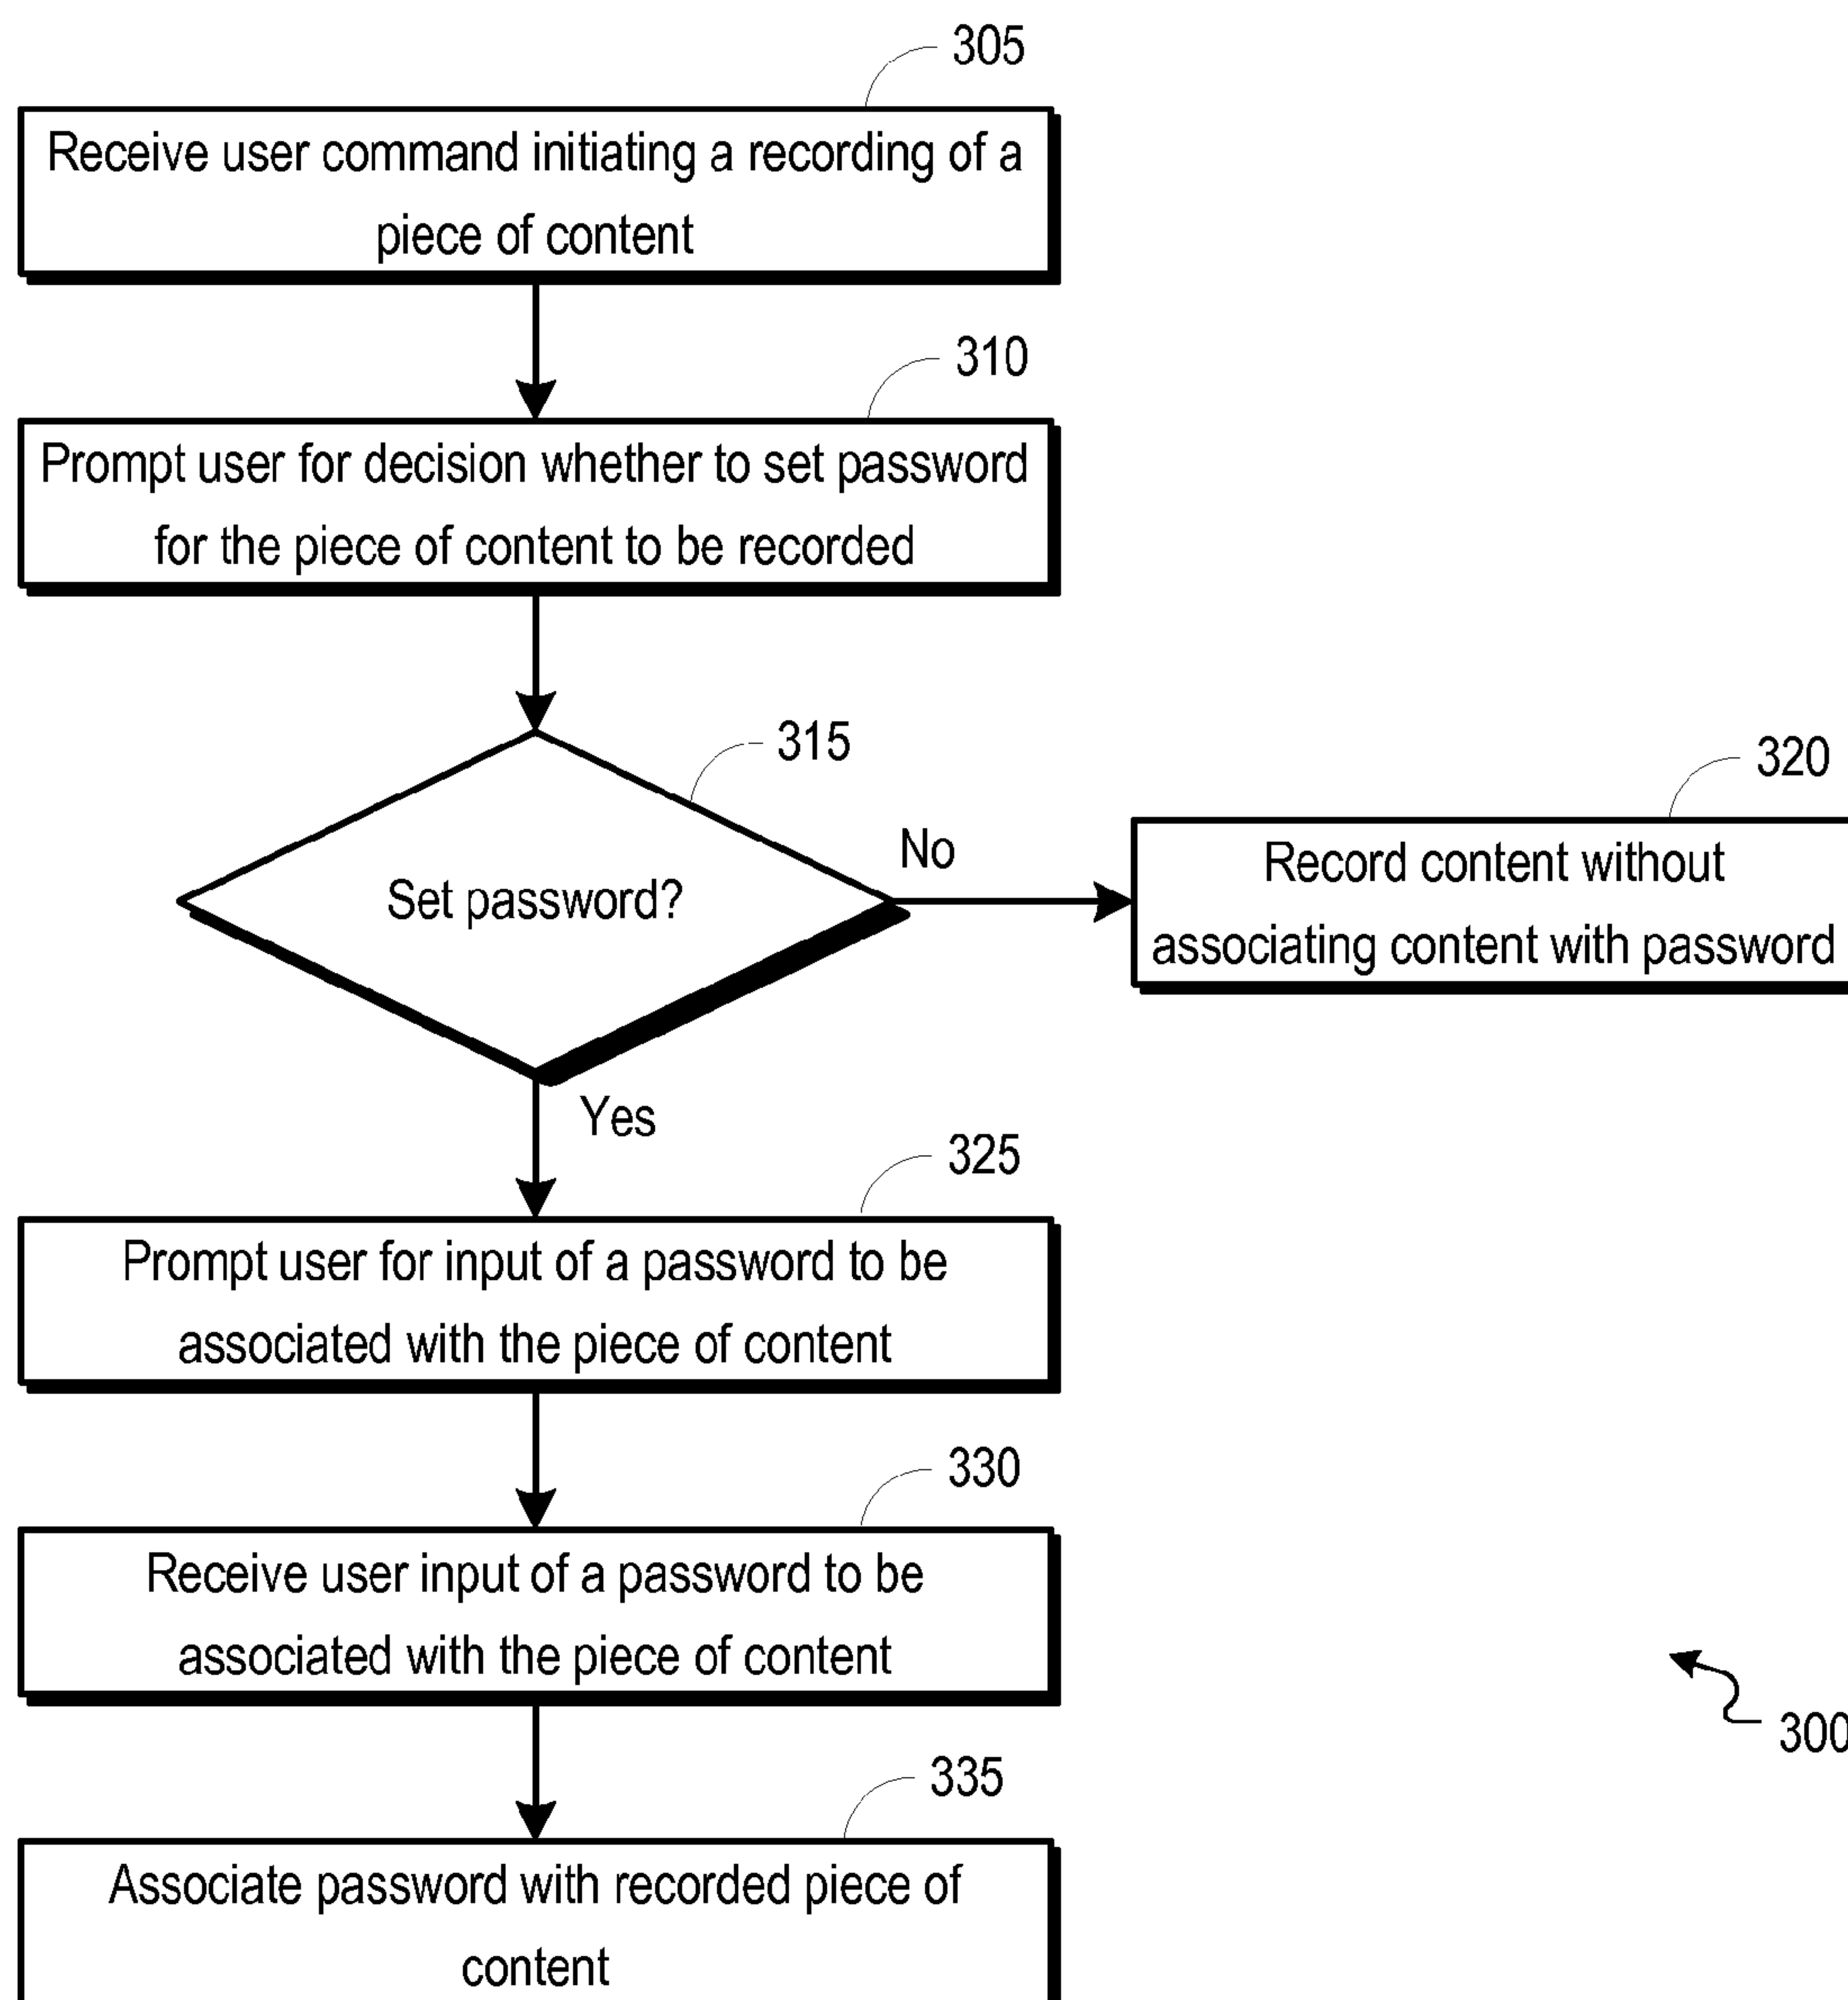 305
Receive user command initiating a recording of a
piece of content
310
Prompt user for decision whether to set password
for the piece of content to be recorded
315
Set password?
No
320
Record content without
associating content with password
Yes
325
Prompt user for input of a password to be
associated with the piece of content
330
Receive user input of a password to be
associated with the piece of content
300
335
Associate password with recorded piece of
content